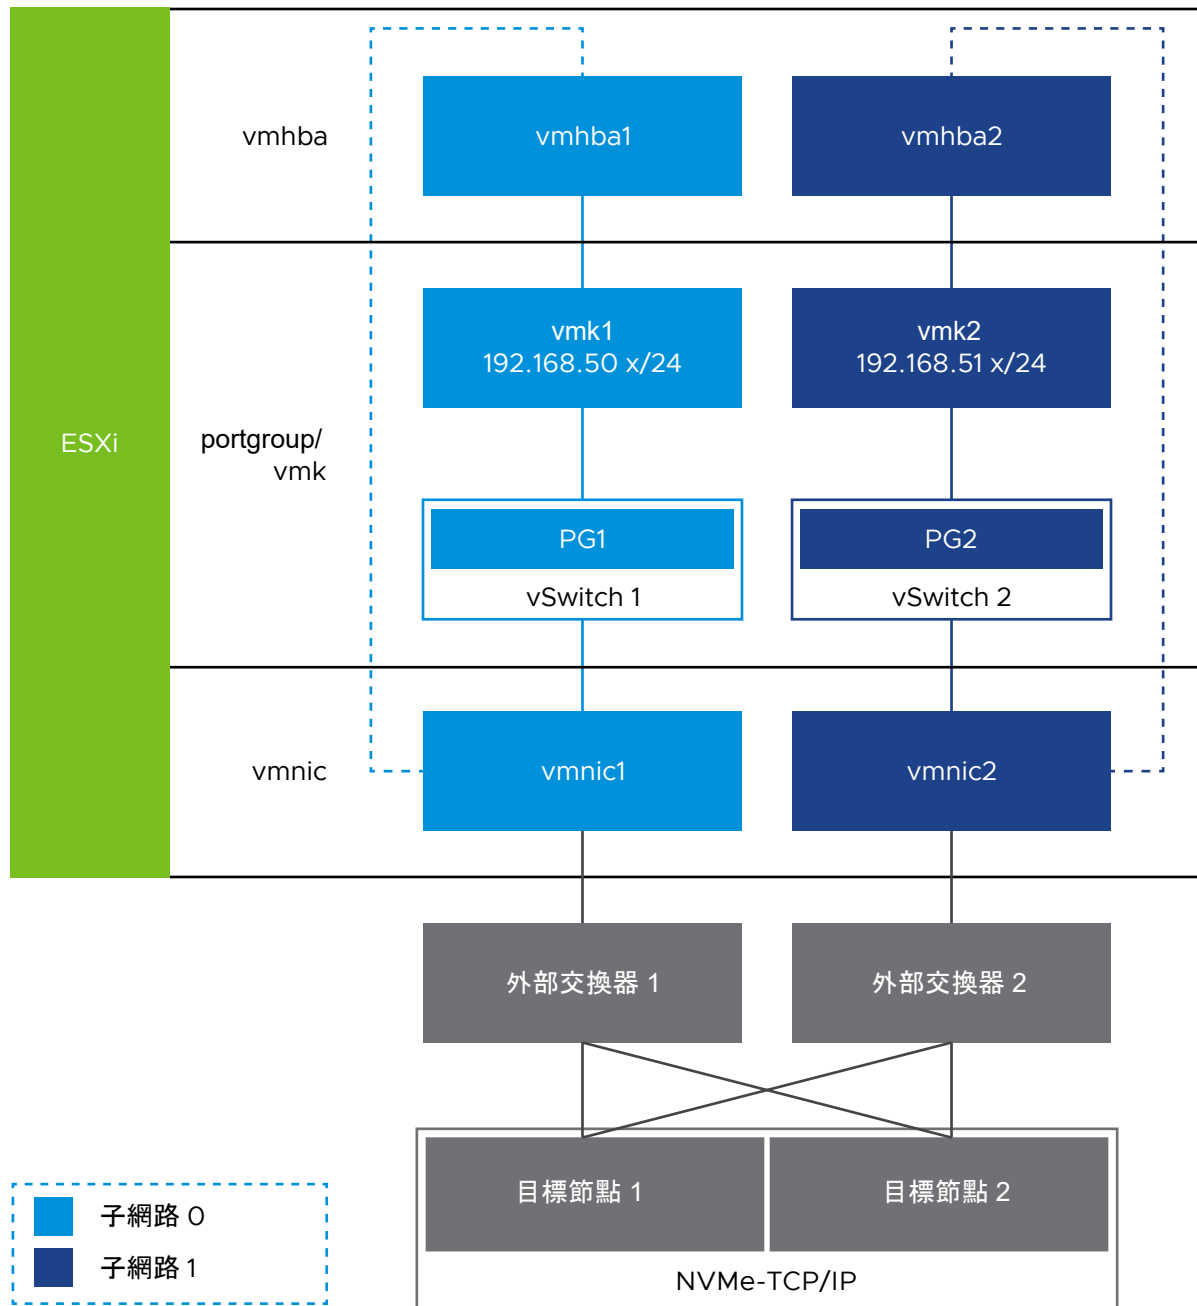 vmhba
vmhba1
vmhba2
ESXi
portgroup/
vmk
vmk1
192.168.50 x/24
vmk2
192.168.51 x/24
PG1
vSwitch 1
PG2
vSwitch 2
vmnic
vmnic1
vmnic2
外部交換器 1
外部交換器 2
目標節點 1
目標節點 2
NVMe-TCP/IP
子網路 0
子網路 1